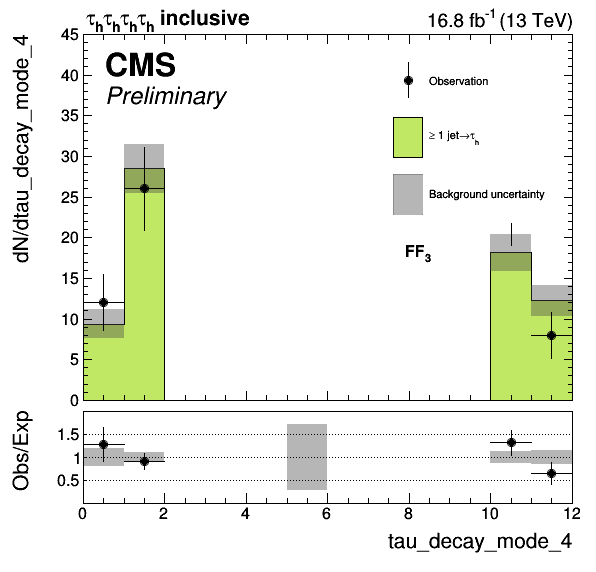 τhτhτhτh inclusive
16.8 fb⁻¹ (13 TeV)
dN/dtau_decay_mode_4
45
40
35
30
25
20
15
10
5
0
CMS
Preliminary
Observation
≥ 1 jet→τh
Background uncertainty
FF₃
Obs/Exp
1.5
1
0.5
0 2 4 6 8 10 12
tau_decay_mode_4